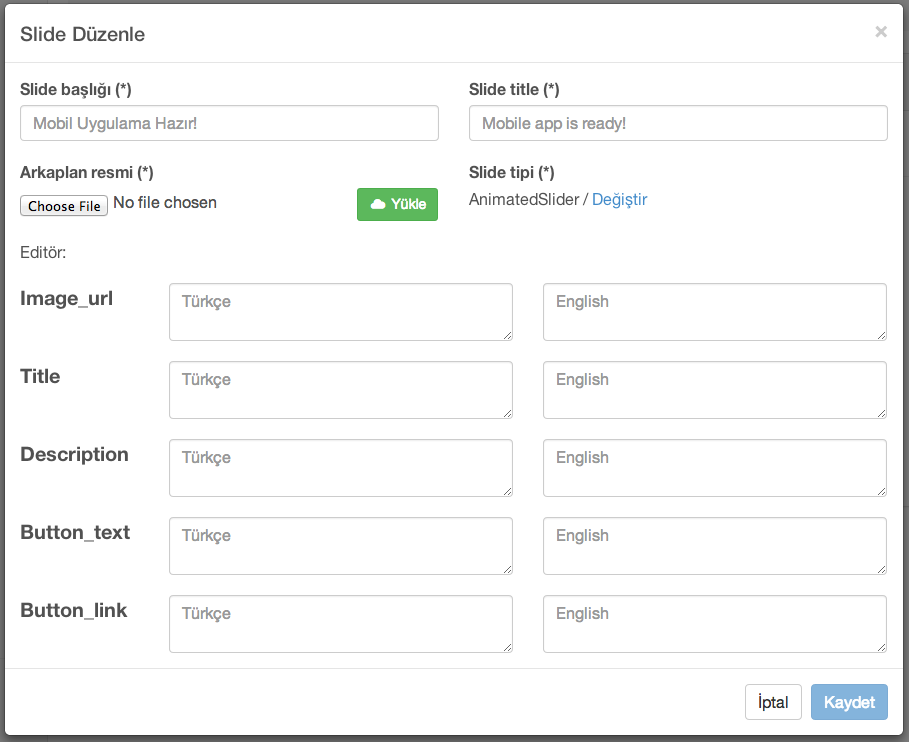 Slide Düzenle
×
Slide başlığı (*) Slide title (*)
Mobil Uygulama Hazır! Mobile app is ready!
Arkaplan resmi (*) Slide tipi (*)
Choose File No file chosen Yükle AnimatedSlider / Değiştir
Editör:
Image_url Türkçe English
Title Türkçe English
Description Türkçe English
Button_text Türkçe English
Button_link Türkçe English
İptal Kaydet